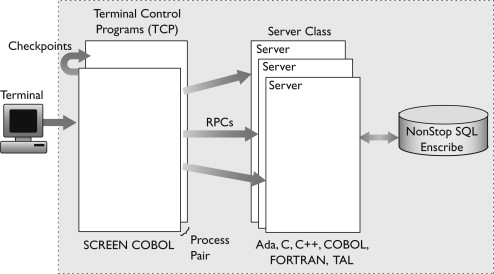 Terminal Control
Programs (TCP)
Server Class
Checkpoints
Server
Server
Server
Terminal
RPCs
NonStop SQL
Enscribe
Process
Pair
SCREEN COBOL
Ada, C, C++, COBOL,
FORTRAN, TAL